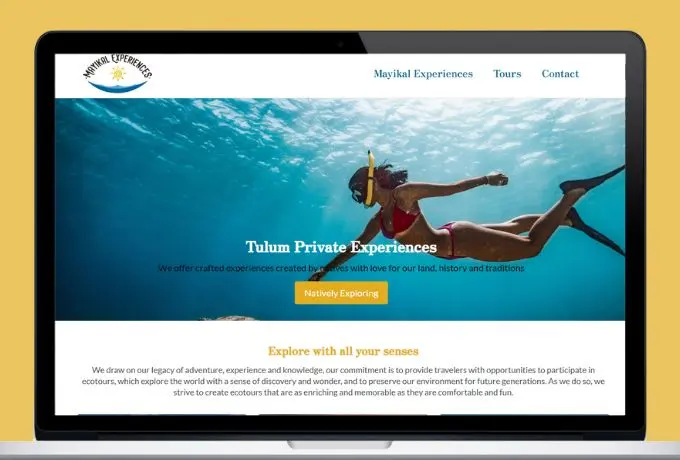 MAYIKAL EXPERIENCES
Mayikal Experiences Tours Contact
Tulum Private Experiences
We offer crafted experiences created by natives with love for our land, history and traditions
Natively Exploring
Explore with all your senses
We draw on our legacy of adventure, experience and knowledge, our commitment is to provide travelers with opportunities to participate in
ecotours, which explore the world with a sense of discovery and wonder, and to preserve our environment for future generations. As we do so, we
strive to create ecotours that are as enriching and memorable as they are comfortable and fun.